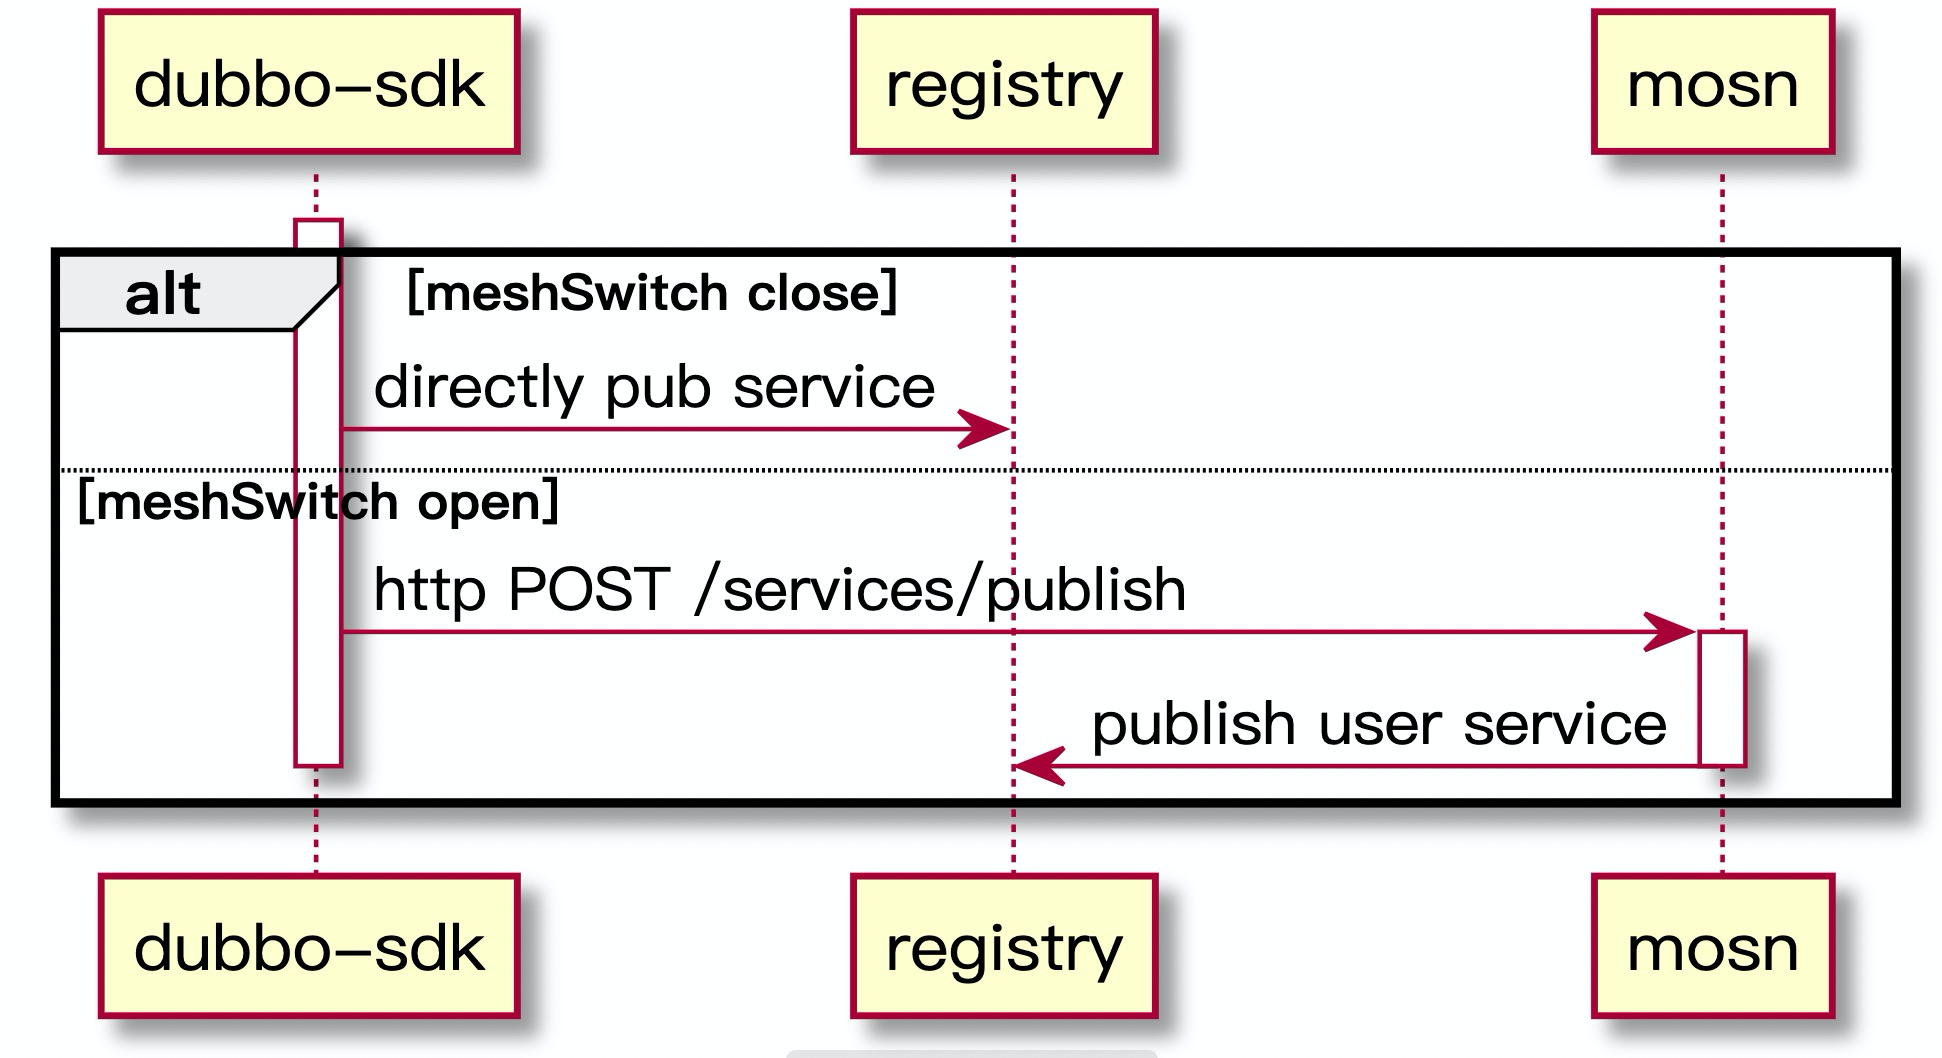 dubbo-sdk
registry
mosn
alt
[meshSwitch close]
directly pub service
[meshSwitch open]
http POST /services/publish
publish user service
dubbo-sdk
registry
mosn